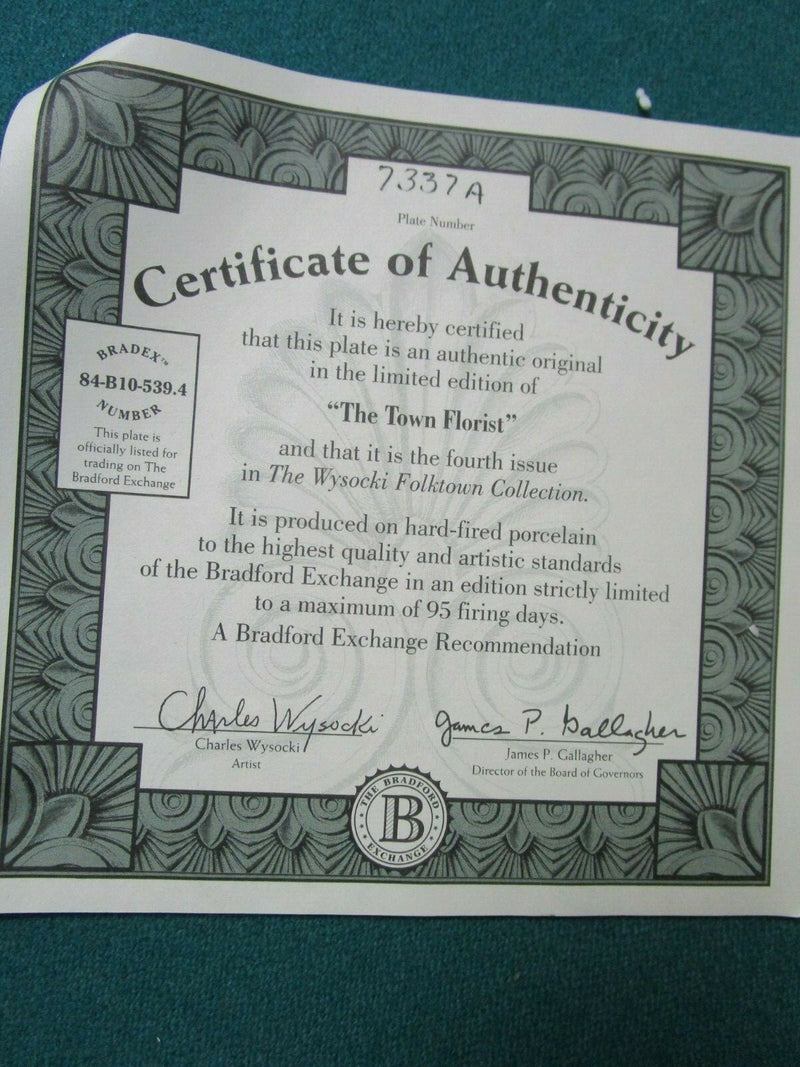 7337A
Plate Number
Certificate of Authenticity
It is hereby certified
that this plate is an authentic original
in the limited edition of
“The Town Florist”
and that it is the fourth issue
in The Wysocki Folktown Collection.
BRADEX™
84-B10-539.4
NUMBER
This plate is
officially listed for
trading on The
Bradford Exchange
It is produced on hard-fired porcelain
to the highest quality and artistic standards
of the Bradford Exchange in an edition strictly limited
to a maximum of 95 firing days.
A Bradford Exchange Recommendation
Charles Wysocki
Charles Wysocki
Artist
James P. Gallagher
James P. Gallagher
Director of the Board of Governors
THE BRADFORD
B
EXCHANGE